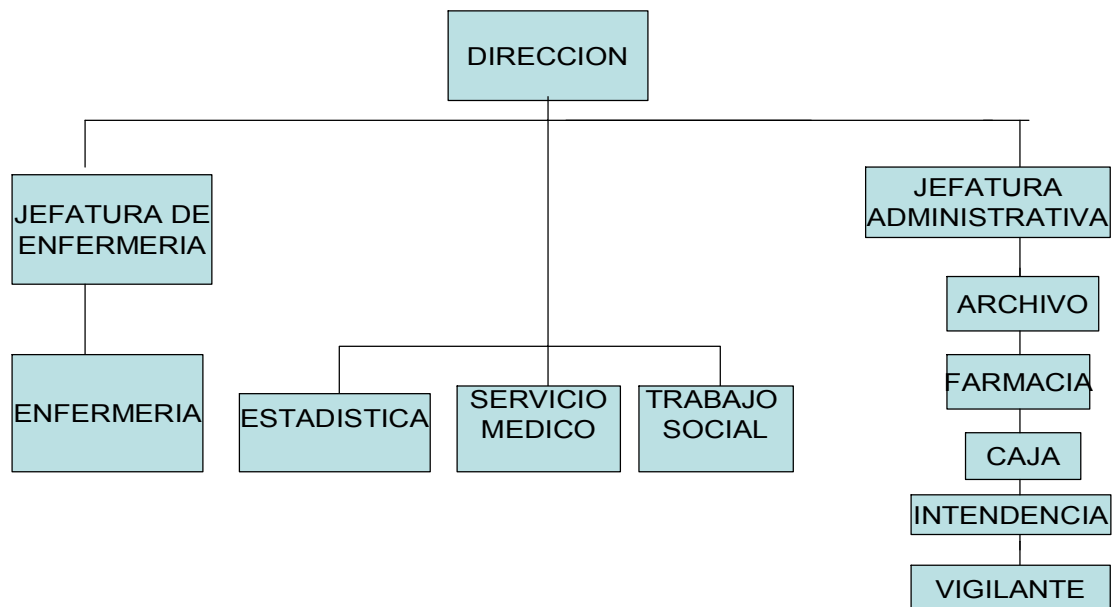 DIRECCION
JEFATURA DE
ENFERMERIA
JEFATURA
ADMINISTRATIVA
ARCHIVO
FARMACIA
ENFERMERIA
ESTADISTICA
SERVICIO
MEDICO
TRABAJO
SOCIAL
CAJA
INTENDENCIA
VIGILANTE